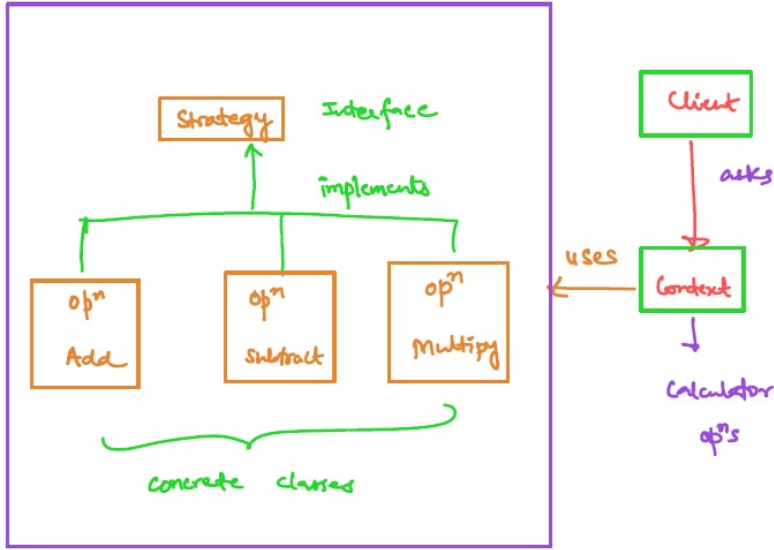 Strategy
Interface
Client
implements
asks
uses
Context
opⁿ
Add
opⁿ
Subtract
opⁿ
Multipy
Calculator
opⁿs
concrete classes